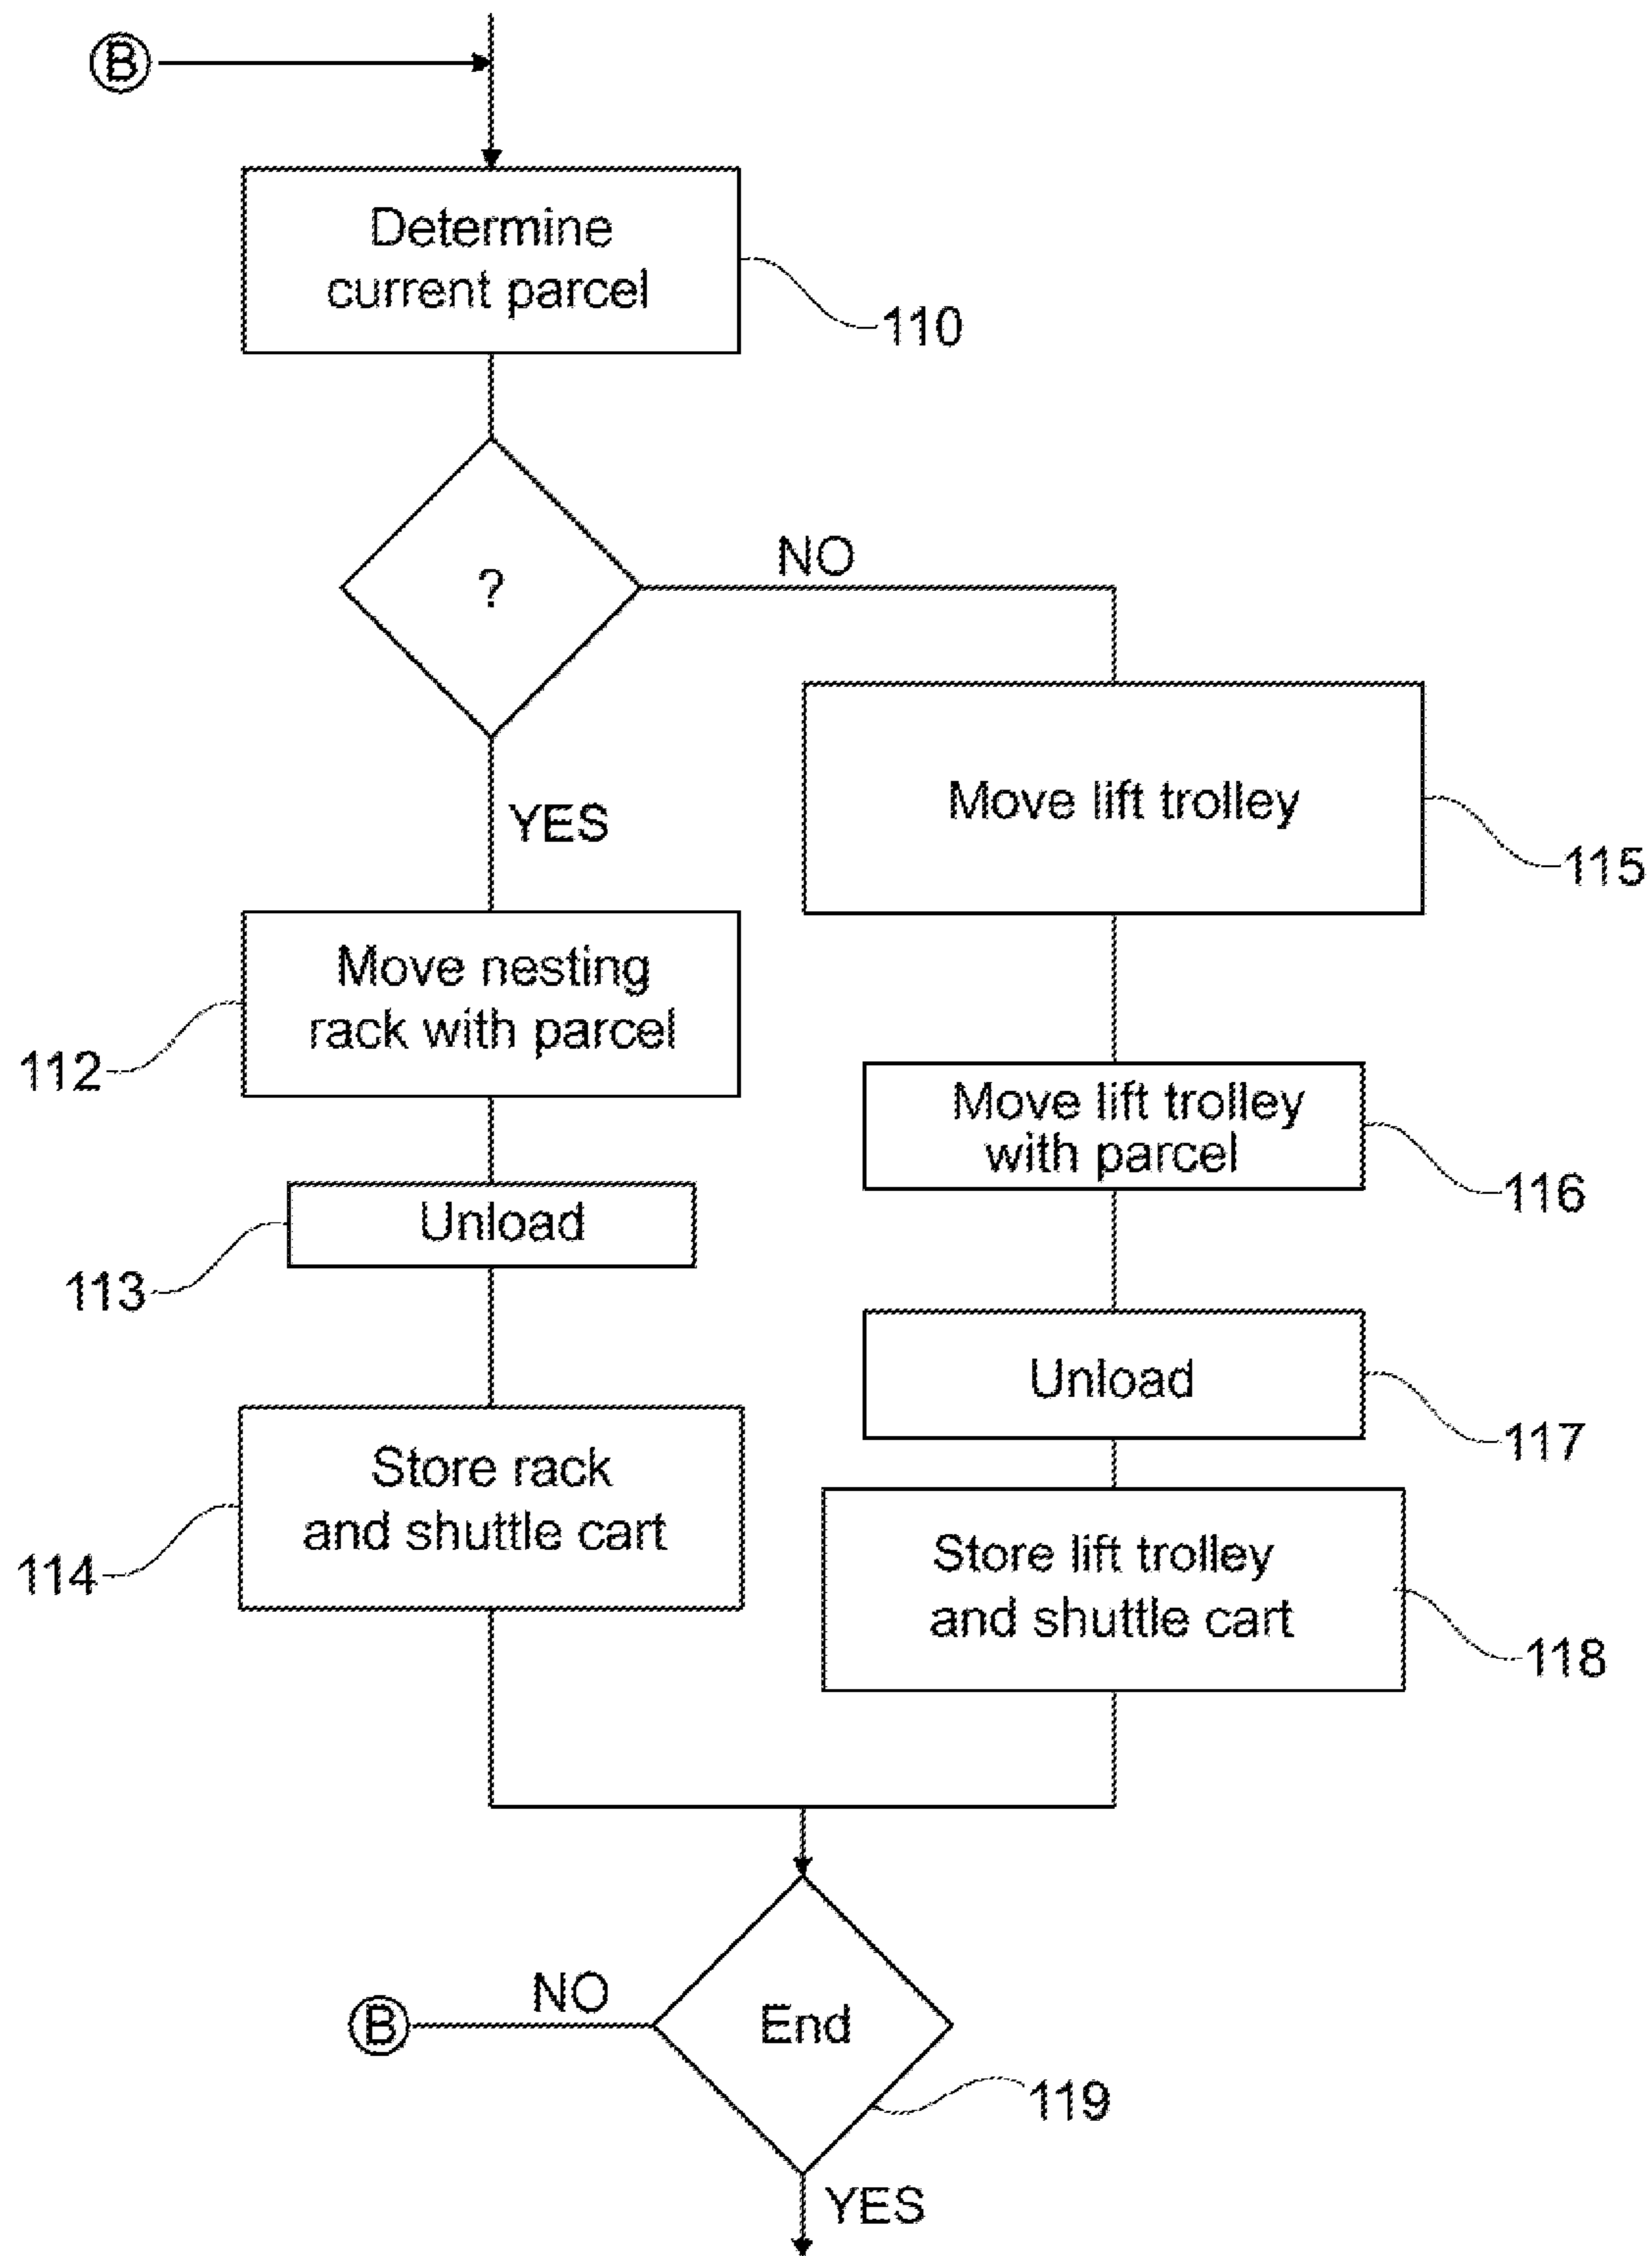 B
Determine
current parcel
110
?
NO
YES
Move lift trolley
115
Move nesting
rack with parcel
112
Move lift trolley
with parcel
116
Unload
113
Unload
117
Store rack
and shuttle cart
114
Store lift trolley
and shuttle cart
118
NO
B
End
119
YES